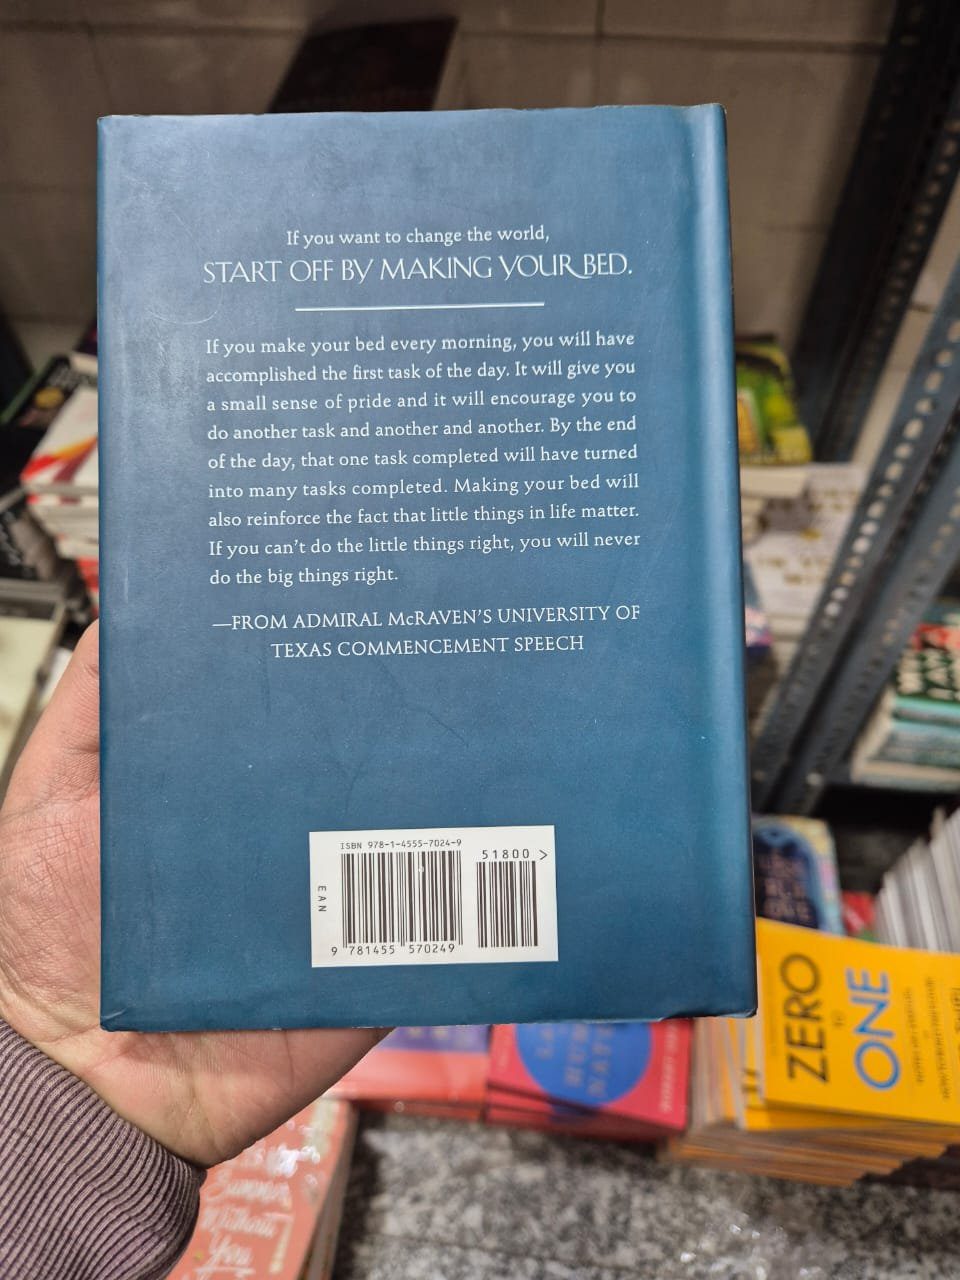 If you want to change the world,
START OFF BY MAKING YOUR BED.
If you make your bed every morning, you will have
accomplished the first task of the day. It will give you
a small sense of pride and it will encourage you to
do another task and another and another. By the end
of the day, that one task completed will have turned
into many tasks completed. Making your bed will
also reinforce the fact that little things in life matter.
If you can't do the little things right, you will never
do the big things right.
—FROM ADMIRAL McRAVEN'S UNIVERSITY OF
TEXAS COMMENCEMENT SPEECH
ISBN 978-1-4555-7024-9
51800 >
EAN
9 781455 570249
ZERO
TO
ONE
Without
You